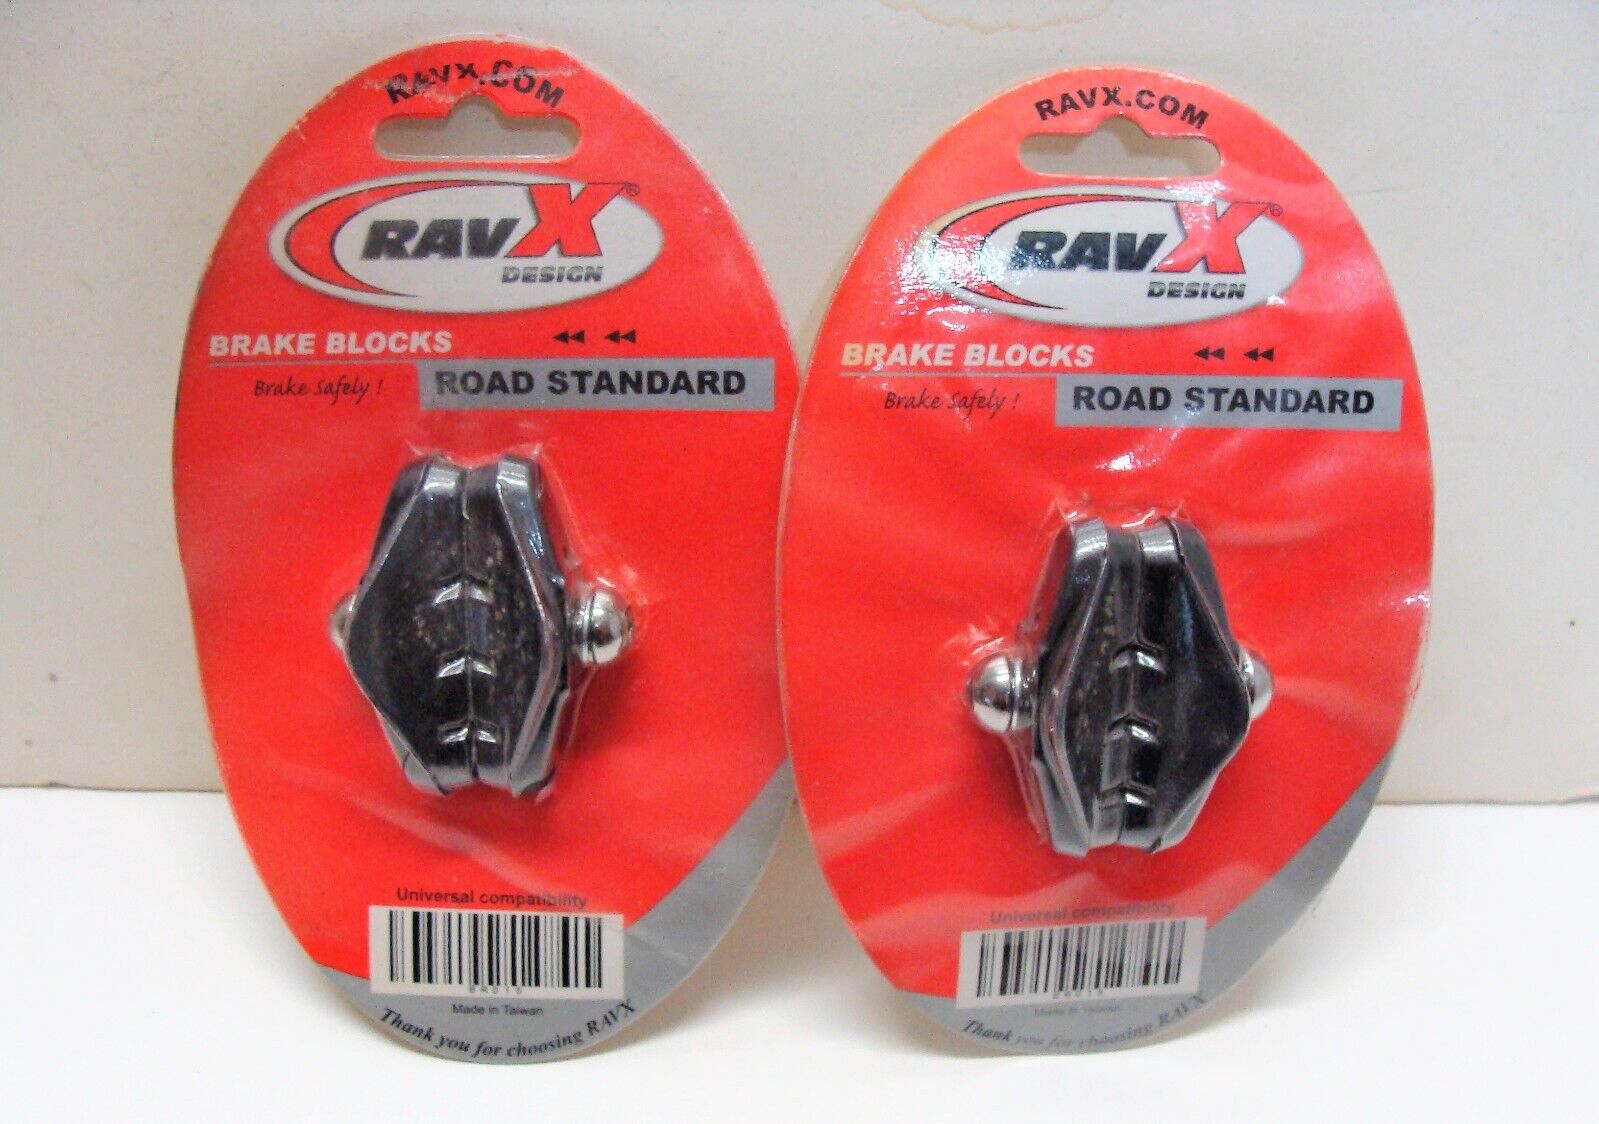 RAVX.COM
RAVX®
DESIGN
BRAKE BLOCKS
Brake Safely !
ROAD STANDARD
Universal compatibility
Made in Taiwan
Thank you for choosing RAVX
RAVX.COM
RAVX®
DESIGN
BRAKE BLOCKS
Brake Safely !
ROAD STANDARD
Universal compatibility
Made in Taiwan
Thank you for choosing RAVX